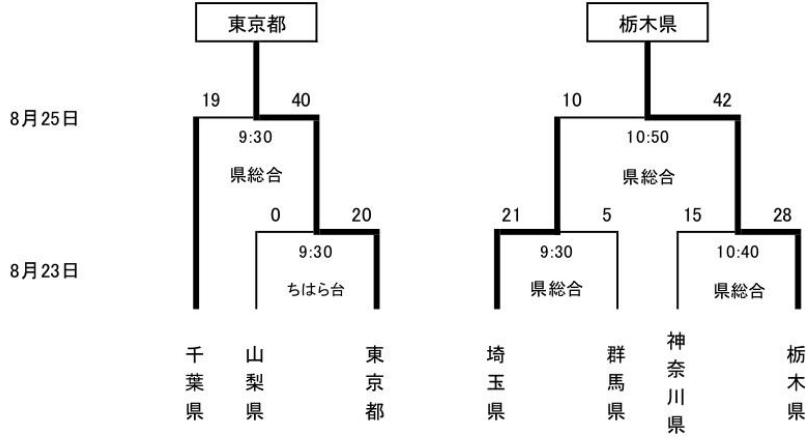 東京都
栃木県
8月25日
19
40
10
42
9:30
10:50
県総合
県総合
0
20
21
5
15
28
8月23日
9:30
9:30
10:40
ちはら台
県総合
県総合
千葉県
山梨県
東京都
埼玉県
群馬県
神奈川県
栃木県